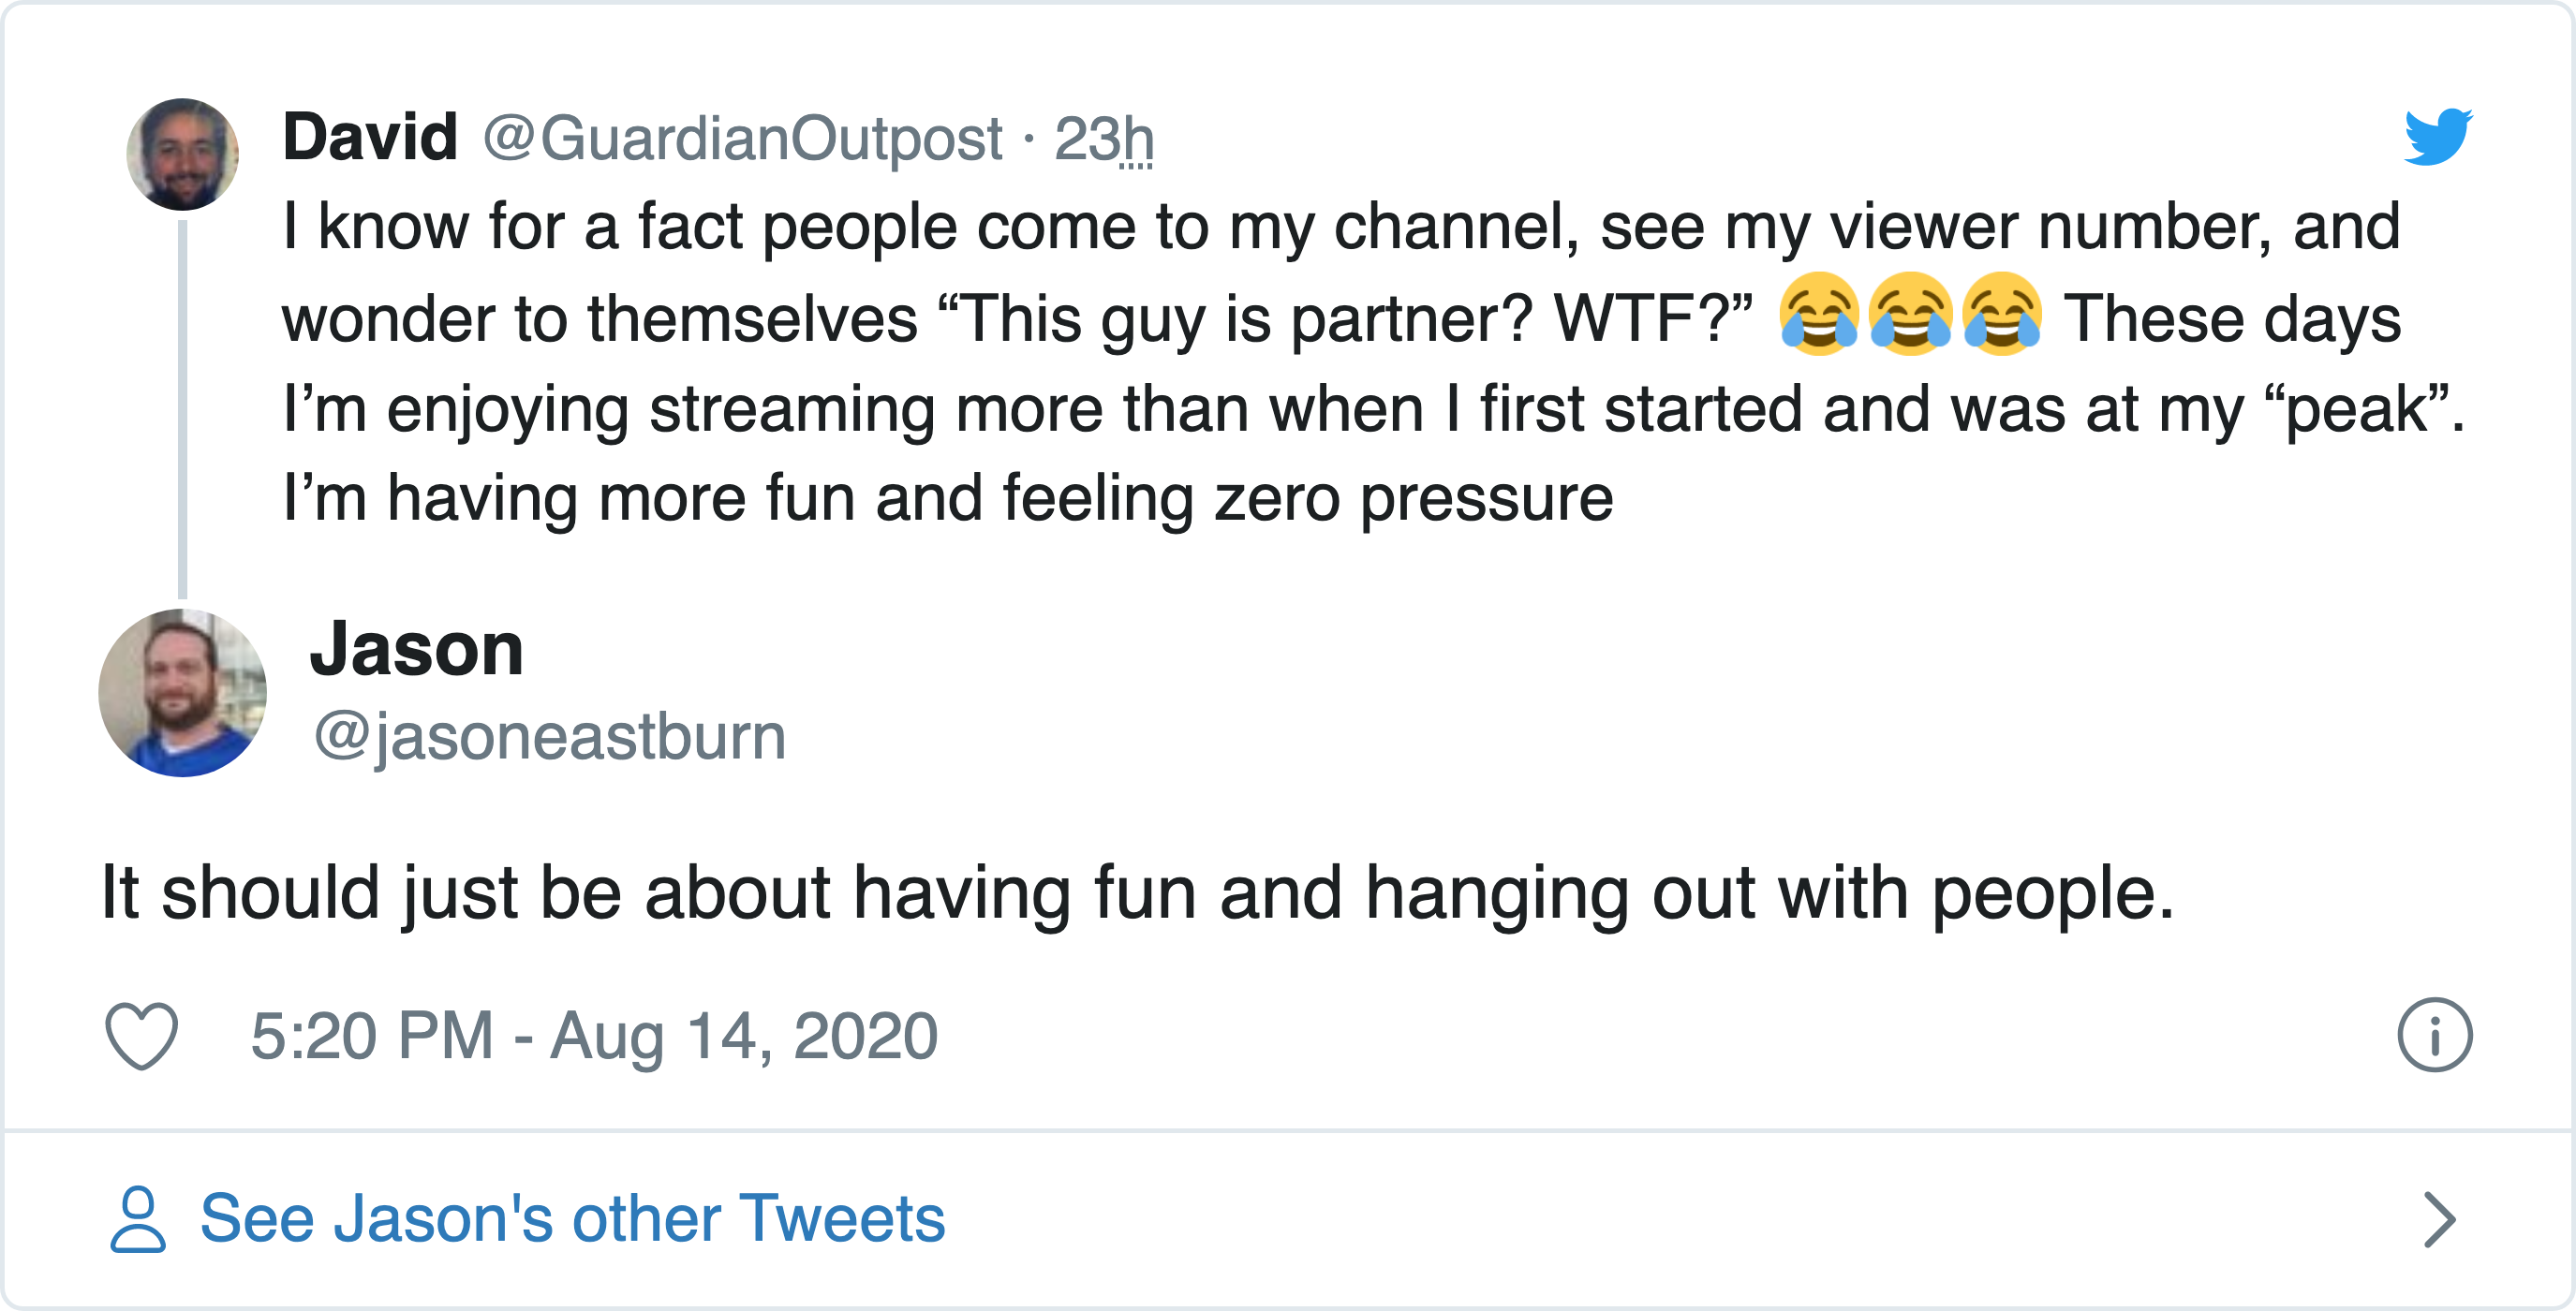 David @GuardianOutpost · 23h
I know for a fact people come to my channel, see my viewer number, and
wonder to themselves “This guy is partner? WTF?” 😂😂😂 These days
I’m enjoying streaming more than when I first started and was at my “peak”.
I’m having more fun and feeling zero pressure
Jason
@jasoneastburn
It should just be about having fun and hanging out with people.
5:20 PM - Aug 14, 2020
See Jason's other Tweets